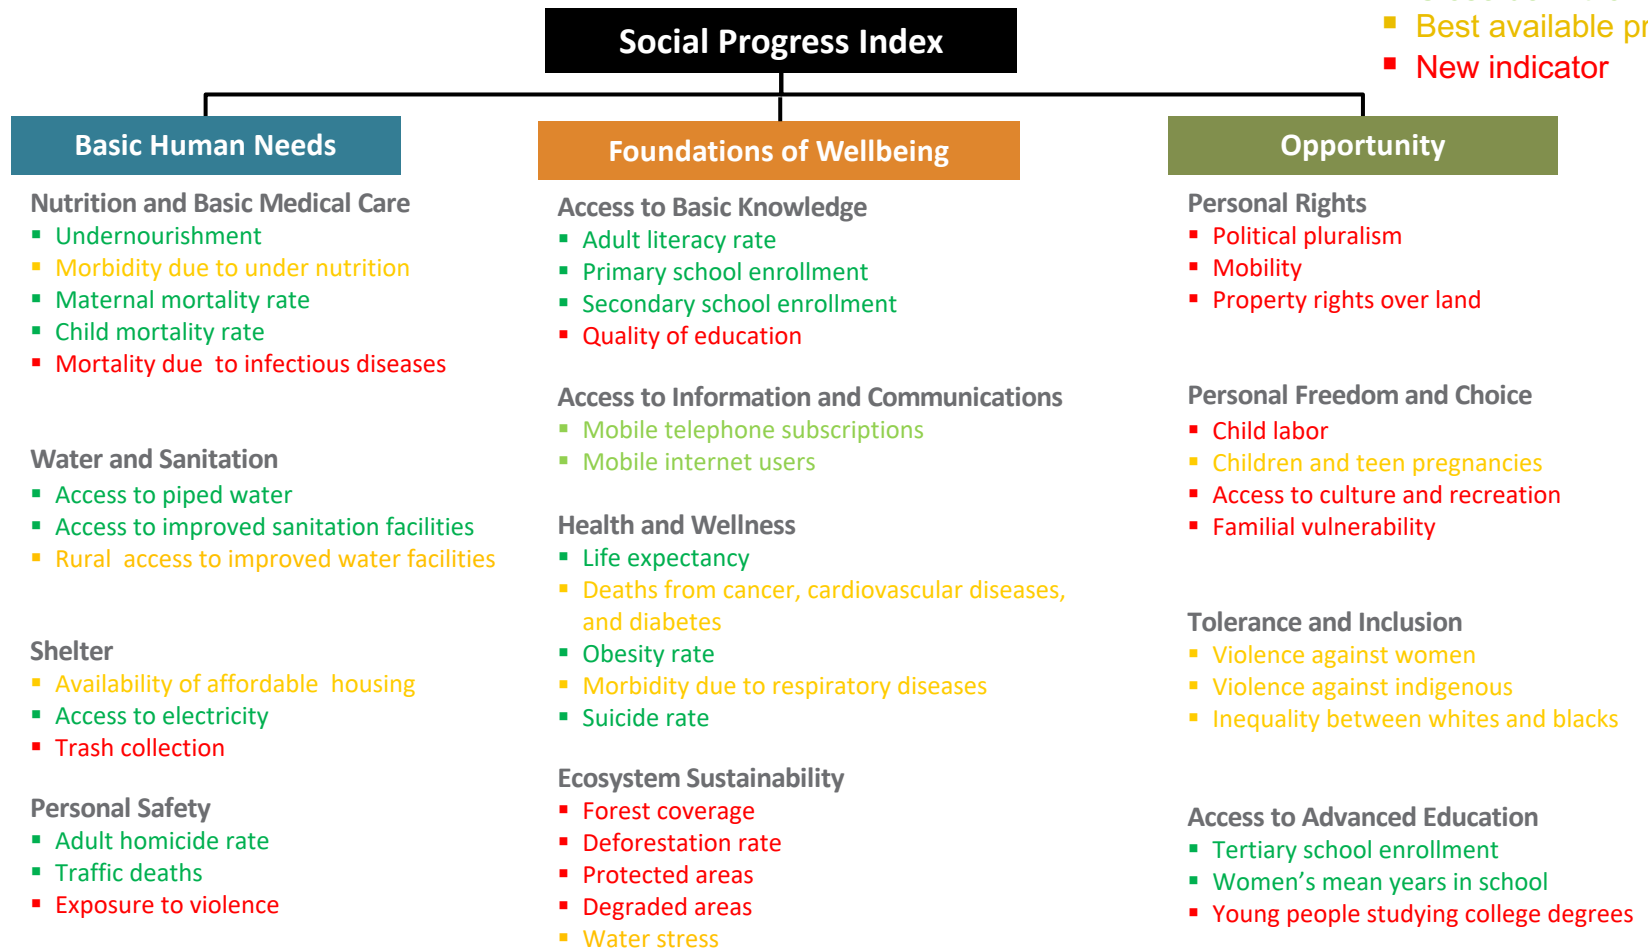 Best available
New indicator
Social Progress Index
Basic Human Needs
Nutrition and Basic Medical Care
Undernourishment
Morbidity due to under nutrition
Maternal mortality rate
Child mortality rate
Mortality due to infectious diseases
Water and Sanitation
Access to piped water
Access to improved sanitation facilities
Rural access to improved water facilities
Shelter
Availability of affordable housing
Access to electricity
Trash collection
Personal Safety
Adult homicide rate
Traffic deaths
Exposure to violence
Foundations of Wellbeing
Access to Basic Knowledge
Adult literacy rate
Primary school enrollment
Secondary school enrollment
Quality of education
Access to Information and Communications
Mobile telephone subscriptions
Mobile internet users
Health and Wellness
Life expectancy
Deaths from cancer, cardiovascular diseases,
and diabetes
Obesity rate
Morbidity due to respiratory diseases
Suicide rate
Ecosystem Sustainability
Forest coverage
Deforestation rate
Protected areas
Degraded areas
Water stress
Opportunity
Personal Rights
Political pluralism
Mobility
Property rights over land
Personal Freedom and Choice
Child labor
Children and teen pregnancies
Access to culture and recreation
Familial vulnerability
Tolerance and Inclusion
Violence against women
Violence against indigenous
Inequality between whites and blacks
Access to Advanced Education
Tertiary school enrollment
Women's mean years in school
Young people studying college degrees